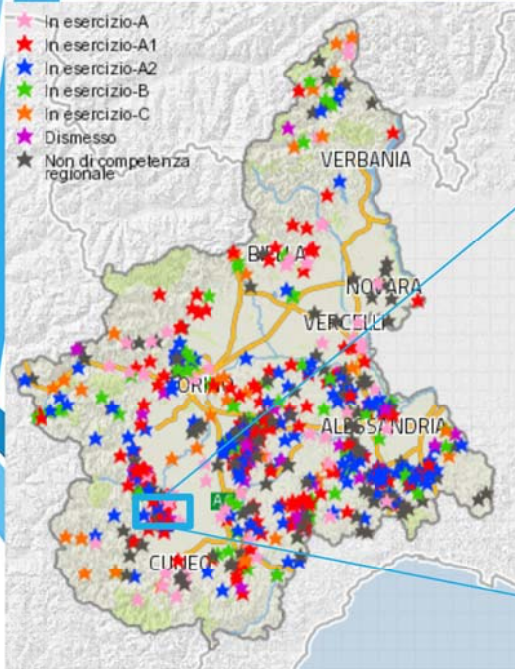 In esercizio-A
In esercizio-A1
In esercizio-A2
In esercizio-B
In esercizio-C
Dismesso
Non di competenza
regionale
VERBANIA
BIELLA
NOVARA
VERCELLI
TORINO
ALESSANDRIA
CUNEO